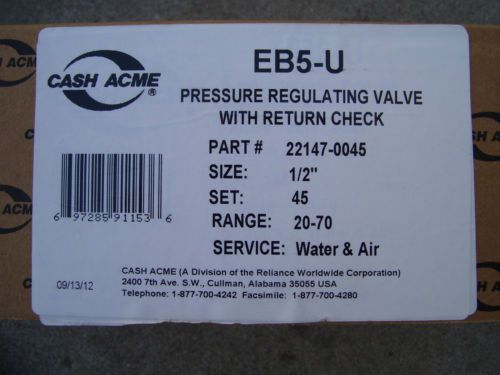 CASH ACME
®
EB5-U
PRESSURE REGULATING VALVE
WITH RETURN CHECK
PART # 22147-0045
SIZE: 1/2"
SET: 45
RANGE: 20-70
SERVICE: Water & Air
6 97285 91153 6
CASH ACME (A Division of the Reliance Worldwide Corporation)
09/13/12 2400 7th Ave. S.W., Cullman, Alabama 35055 USA
Telephone: 1-877-700-4242 Facsimile: 1-877-700-4280
ACME
CASH